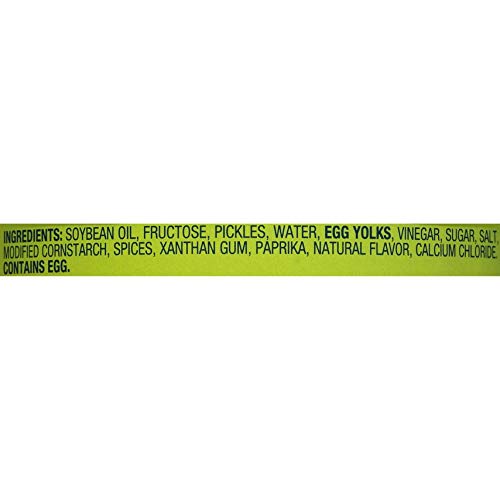 INGREDIENTS: SOYBEAN OIL, FRUCTOSE, PICKLES, WATER, EGG YOLKS, VINEGAR, SUGAR, SALT,
MODIFIED CORNSTARCH, SPICES, XANTHAN GUM, PAPRIKA, NATURAL FLAVOR, CALCIUM CHLORIDE.
CONTAINS EGG.